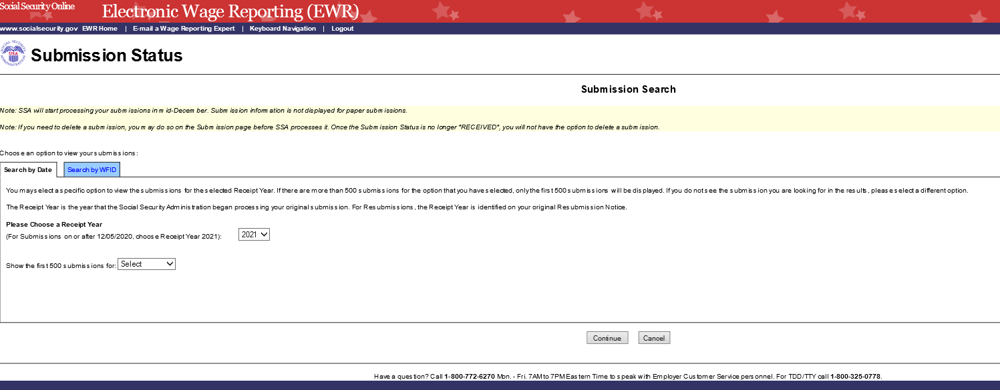 Social Security Online
Electronic Wage Reporting (EWR)
www.socialsecurity.gov EWR Home | E-mail a Wage Reporting Expert | Keyboard Navigation | Logout
Submission Status
Submission Search
Note: SSA will start processing your submissions in mid-December. Submission information is not displayed for paper submissions.
Note: If you need to delete a submission, you may do so on the Submission page before SSA processes it. Once the Submission Status is no longer "RECEIVED", you will not have the option to delete a submission.
Choose an option to view your submissions:
Search by Date Search by WFID
You may select a specific option to view the submissions for the selected Receipt Year. If there are more than 500 submissions for the option that you have selected, only the first 500 submissions will be displayed. If you do not see the submission you are looking for in the results, please select a different option.
The Receipt Year is the year that the Social Security Administration began processing your original submission. For Resubmissions, the Receipt Year is identified on your original Resubmission Notice.
Please Choose a Receipt Year
(For Submissions on or after 12/05/2020, choose Receipt Year 2021): 2021
Show the first 500 submissions for: Select
Continue Cancel
Have a question? Call 1-800-772-6270 Mon. - Fri. 7AM to 7PM Eastern Time to speak with Employer Customer Service personnel. For TDD/TTY call 1-800-325-0778.